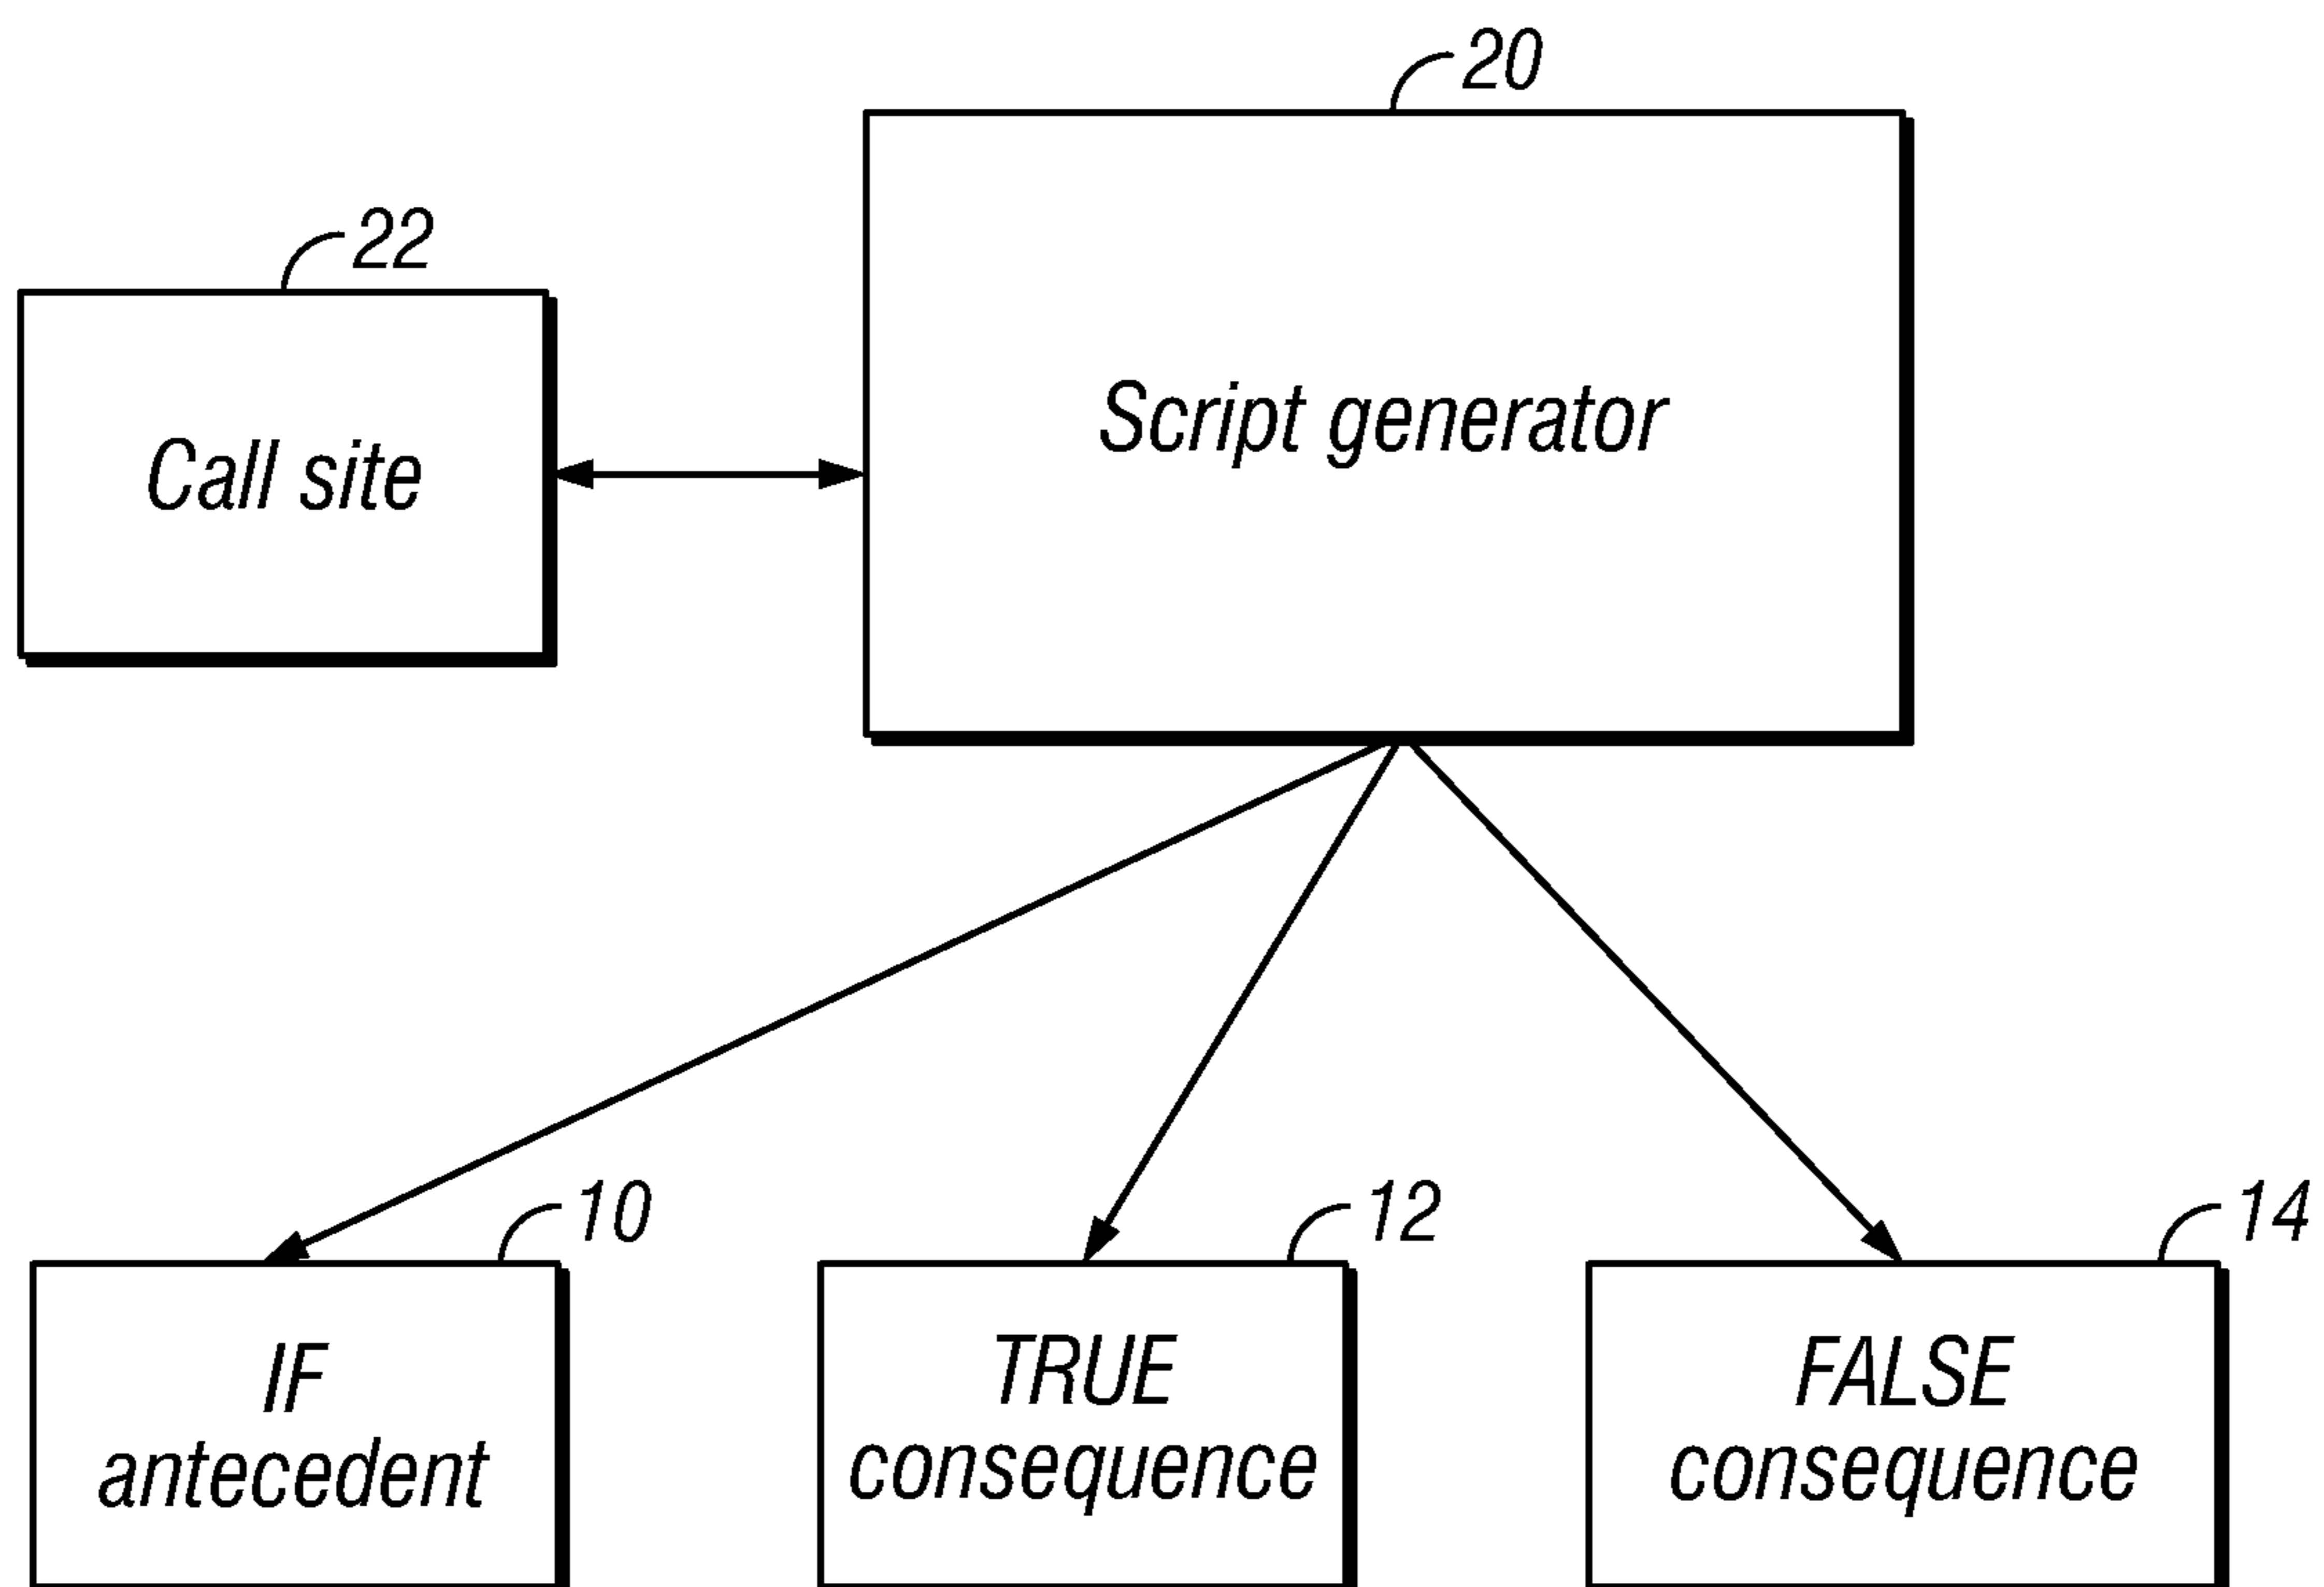 20
22
Script generator
Call site
10
12
14
IF
antecedent
TRUE
consequence
FALSE
consequence